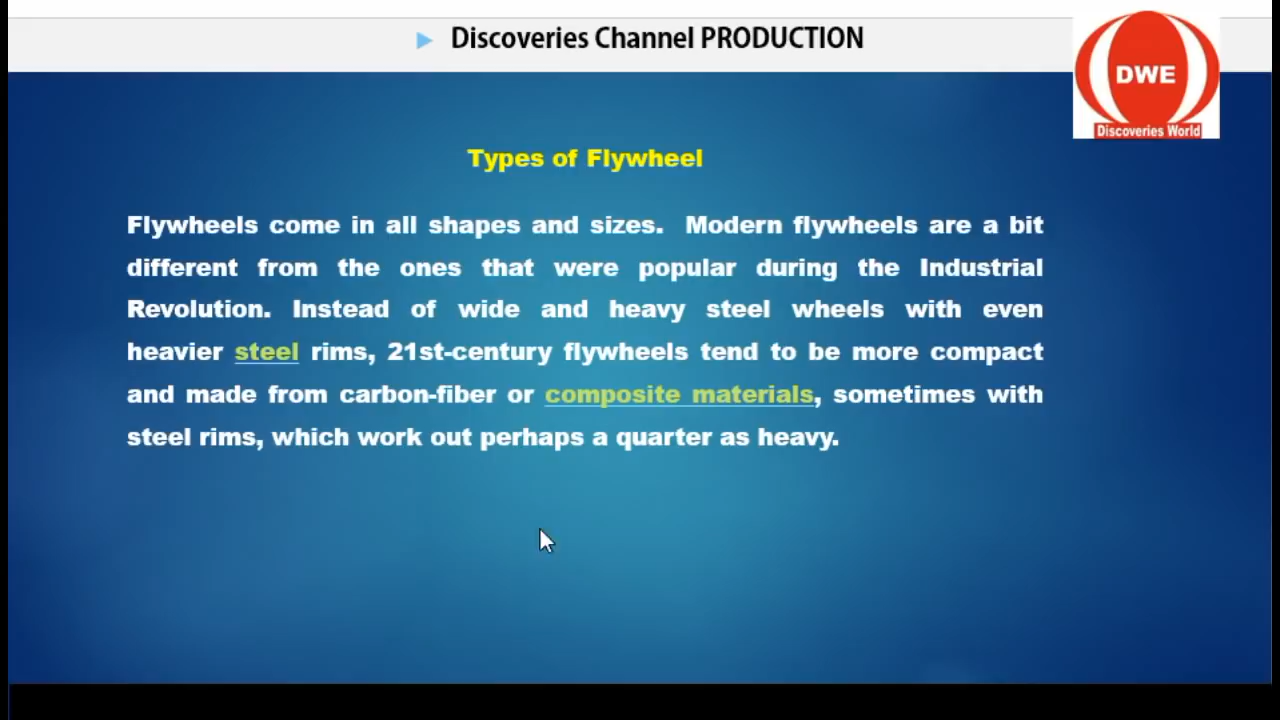 Discoveries Channel PRODUCTION
DWE
Discoveries World
Types of Flywheel
Flywheels come in all shapes and sizes.  Modern flywheels are a bit
different from the ones that were popular during the Industrial
Revolution. Instead of wide and heavy steel wheels with even
heavier steel rims, 21st-century flywheels tend to be more compact
and made from carbon-fiber or composite materials, sometimes with
steel rims, which work out perhaps a quarter as heavy.